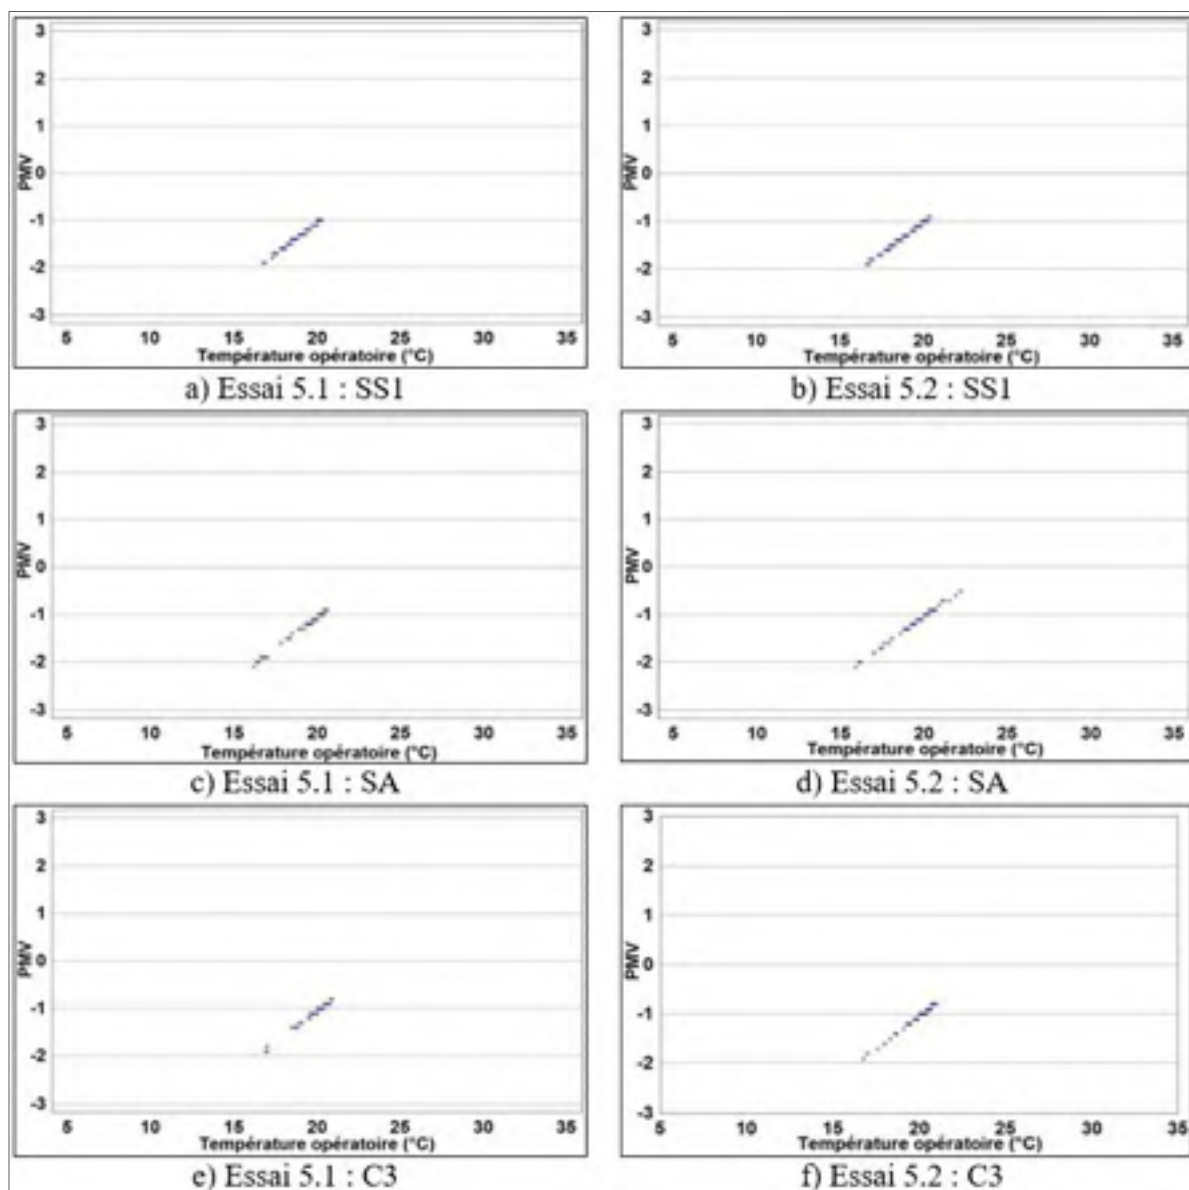 3
2
1
0
-1
-2
-3
PMV
5 10 15 20 25 30 35
Température opératoire (°C)
a) Essai 5.1 : SS1
3
2
1
0
-1
-2
-3
PMV
5 10 15 20 25 30 35
Température opératoire (°C)
b) Essai 5.2 : SS1
3
2
1
0
-1
-2
-3
PMV
5 10 15 20 25 30 35
Température opératoire (°C)
c) Essai 5.1 : SA
3
2
1
0
-1
-2
-3
PMV
5 10 15 20 25 30 35
Température opératoire (°C)
d) Essai 5.2 : SA
3
2
1
0
-1
-2
-3
PMV
5 10 15 20 25 30 35
Température opératoire (°C)
e) Essai 5.1 : C3
3
2
1
0
-1
-2
-3
PMV
5 10 15 20 25 30 35
Température opératoire (°C)
f) Essai 5.2 : C3